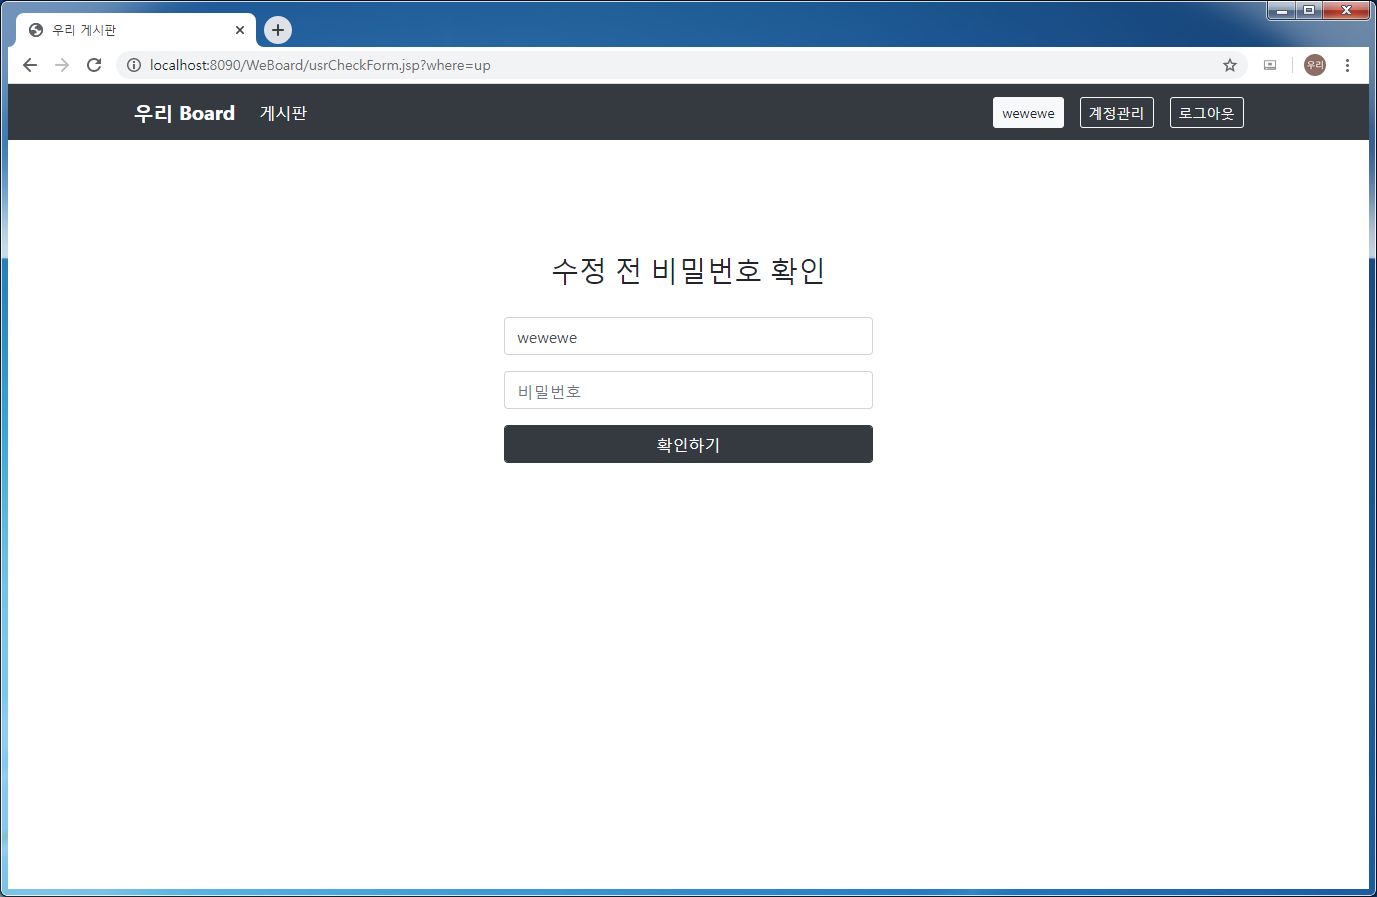 우리 게시판
localhost:8090/WeBoard/usrCheckForm.jsp?where=up
우리
우리 Board 게시판 wewewe 계정관리 로그아웃
수정 전 비밀번호 확인
wewewe
비밀번호
확인하기